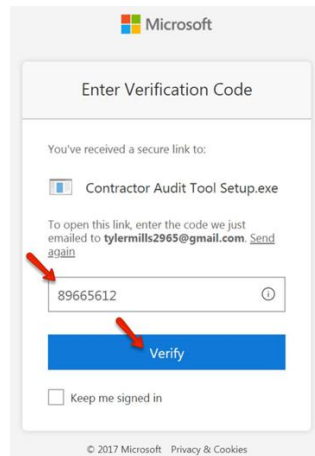 Microsoft
Enter Verification Code
You've received a secure link to:
Contractor Audit Tool Setup.exe
To open this link, enter the code we just
emailed to tylermills2965@gmail.com. Send
again
89665612
Verify
Keep me signed in
© 2017 Microsoft Privacy & Cookies